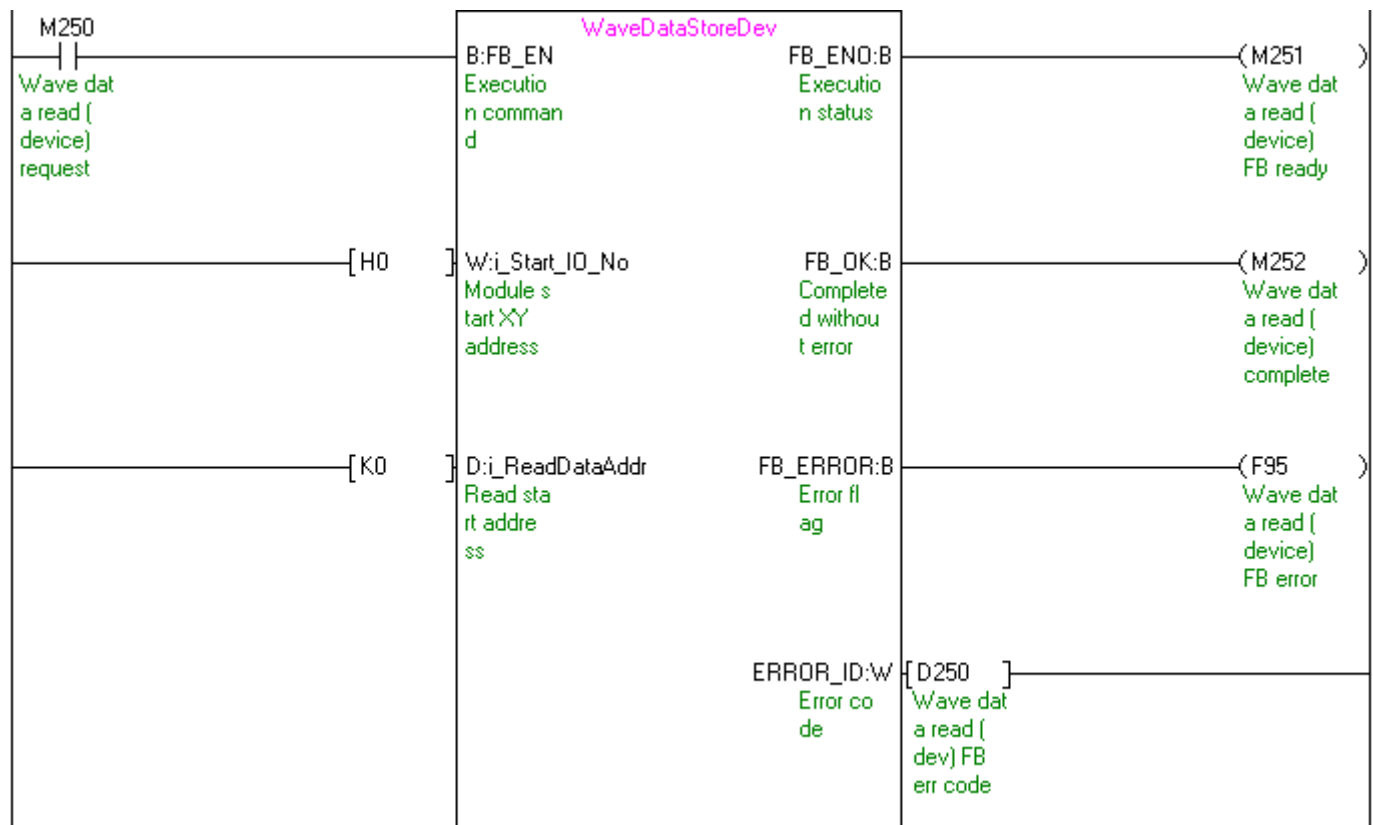 M250
WaveDataStoreDev
B:FB_EN
FB_ENO:B
(M251 )
Wave dat
a read (
device)
request
Executio
n comman
d
Executio
n status
Wave dat
a read (
device)
FB ready
[ H0 ]
W:i_Start_IO_No
FB_OK:B
(M252 )
Module s
tart XY
address
Complete
d withou
t error
Wave dat
a read (
device)
complete
[ K0 ]
D:i_ReadDataAddr
FB_ERROR:B
(F95 )
Read sta
rt addre
ss
Error fl
ag
Wave dat
a read (
device)
FB error
ERROR_ID:W
[ D250 ]
Error co
de
Wave dat
a read (
dev) FB
err code